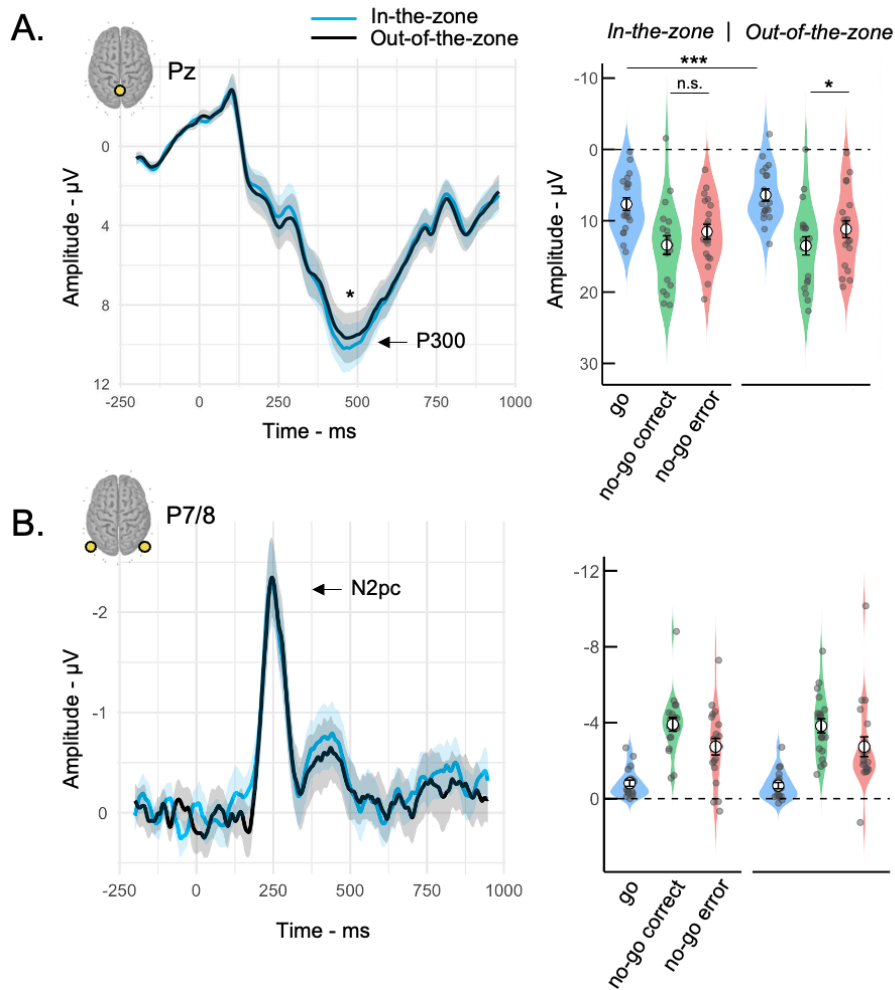 A.
Pz
In-the-zone
Out-of-the-zone
In-the-zone | Out-of-the-zone
Amplitude - µV
0
4
8
12
*
P300
-250
0
250
500
750
1000
Time - ms
Amplitude - µV
-10
0
10
20
30
***
n.s.
*
go
no-go correct
no-go error
B.
P7/8
Amplitude - µV
-2
-1
0
N2pc
-250
0
250
500
750
1000
Time - ms
-12
-8
-4
0
go
no-go correct
no-go error